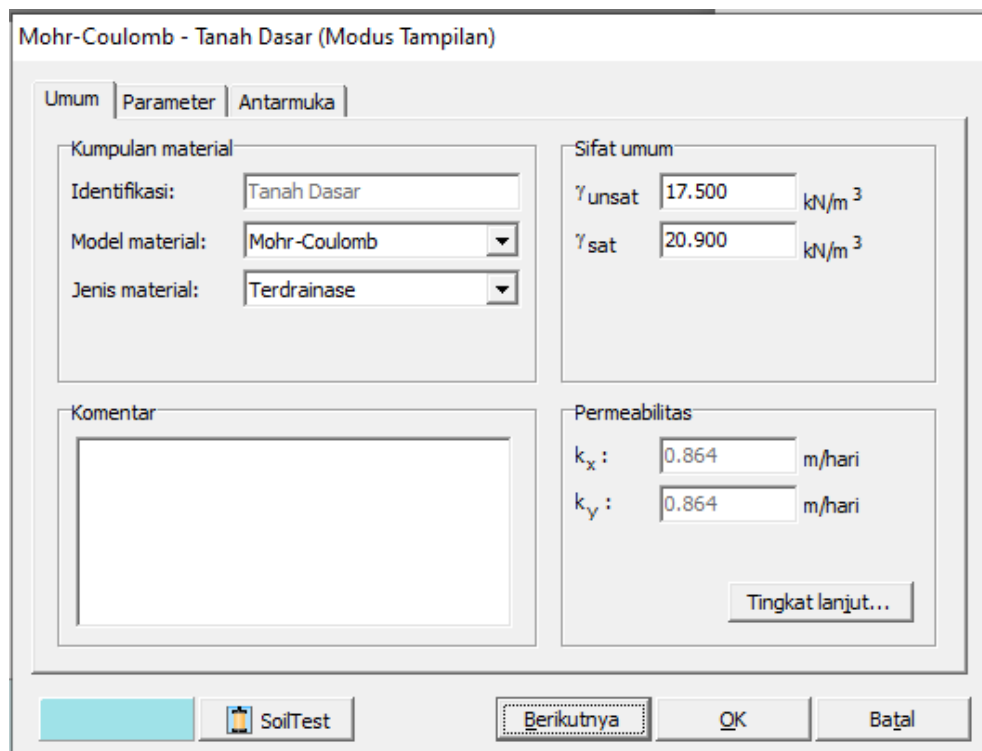 Mohr-Coulomb - Tanah Dasar (Modus Tampilan)
Umum Parameter Antarmuka
Kumpulan material
Identifikasi: Tanah Dasar
Model material: Mohr-Coulomb
Jenis material: Terdrainase
Sifat umum
γunsat 17.500 kN/m 3
γsat 20.900 kN/m 3
Komentar
Permeabilitas
kx : 0.864 m/hari
ky : 0.864 m/hari
Tingkat lanjut...
SoilTest Berikutnya OK Batal